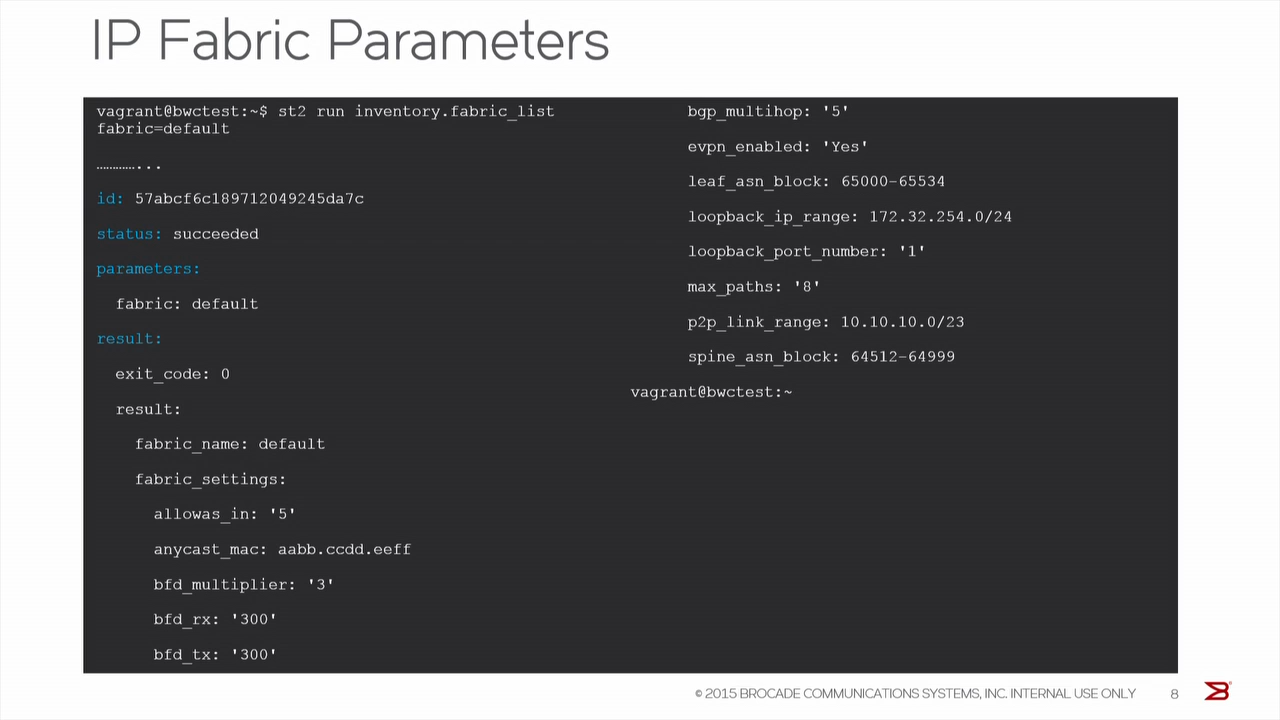 IP Fabric Parameters
vagrant@bwctest:~$ st2 run inventory.fabric_list
fabric=default
…………...
id: 57abcf6c189712049245da7c
status: succeeded
parameters:
fabric: default
result:
exit_code: 0
result:
fabric_name: default
fabric_settings:
allowas_in: '5'
anycast_mac: aabb.ccdd.eeff
bfd_multiplier: '3'
bfd_rx: '300'
bfd_tx: '300'
bgp_multihop: '5'
evpn_enabled: 'Yes'
leaf_asn_block: 65000-65534
loopback_ip_range: 172.32.254.0/24
loopback_port_number: '1'
max_paths: '8'
p2p_link_range: 10.10.10.0/23
spine_asn_block: 64512-64999
vagrant@bwctest:~
© 2015 BROCADE COMMUNICATIONS SYSTEMS, INC. INTERNAL USE ONLY
8